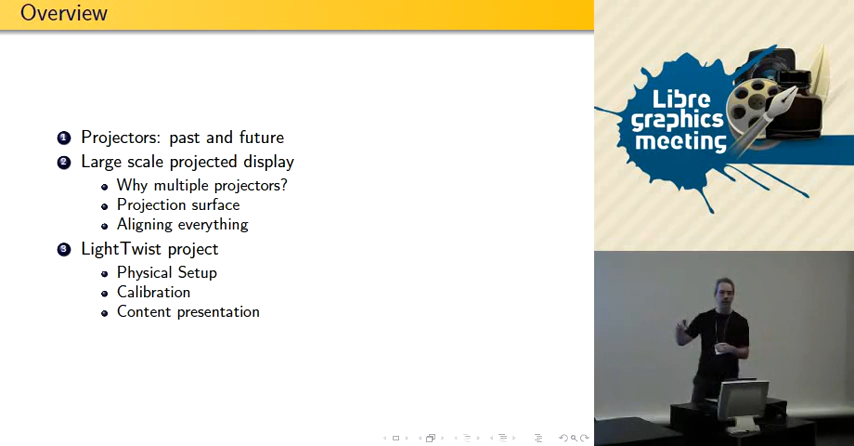 Overview
1 Projectors: past and future
2 Large scale projected display
Why multiple projectors?
Projection surface
Aligning everything
3 LightTwist project
Physical Setup
Calibration
Content presentation
Libre
graphics
meeting